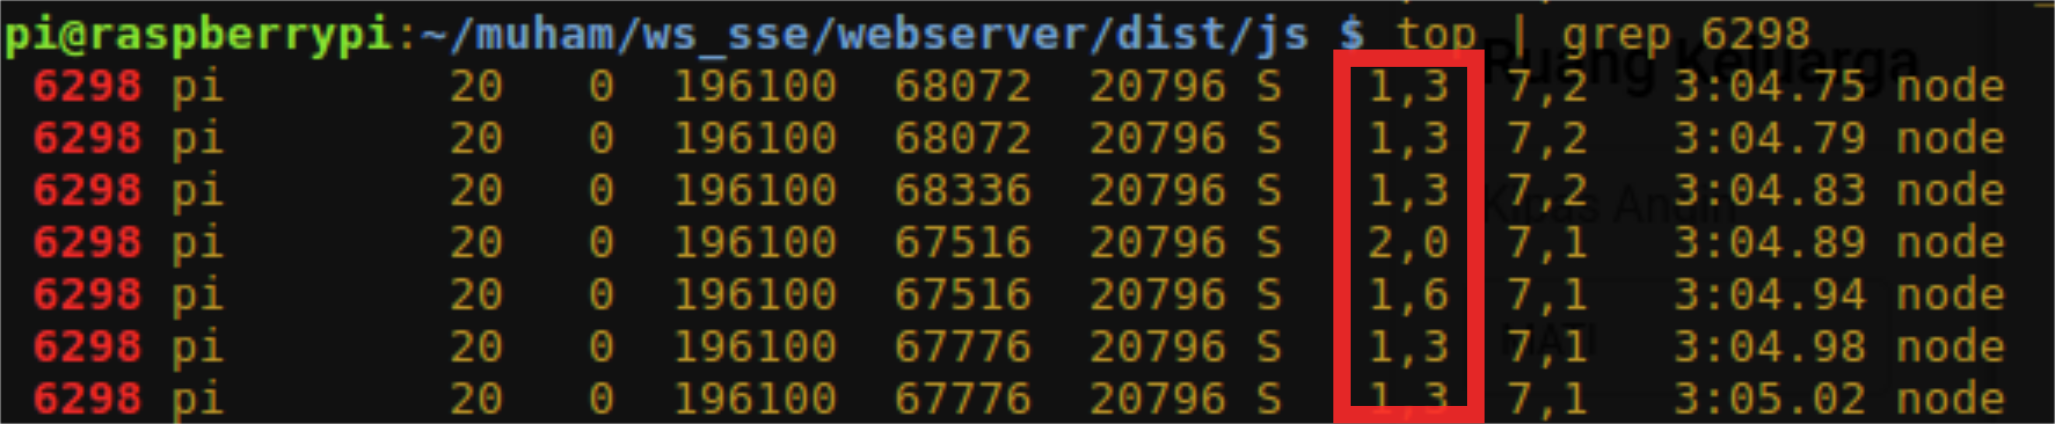 pi@raspberrypi:~/muham/ws_sse/webserver/dist/js $ top | grep 6298
Ruang Keluarga
6298 pi 20 0 196100 68072 20796 S 1,3 7,2 3:04.75 node
6298 pi 20 0 196100 68072 20796 S 1,3 7,2 3:04.79 node
6298 pi 20 0 196100 68336 20796 S 1,3 7,2 3:04.83 node
Kipas Angin
6298 pi 20 0 196100 67516 20796 S 2,0 7,1 3:04.89 node
6298 pi 20 0 196100 67516 20796 S 1,6 7,1 3:04.94 node
MATI
6298 pi 20 0 196100 67776 20796 S 1,3 7,1 3:04.98 node
6298 pi 20 0 196100 67776 20796 S 1,3 7,1 3:05.02 node